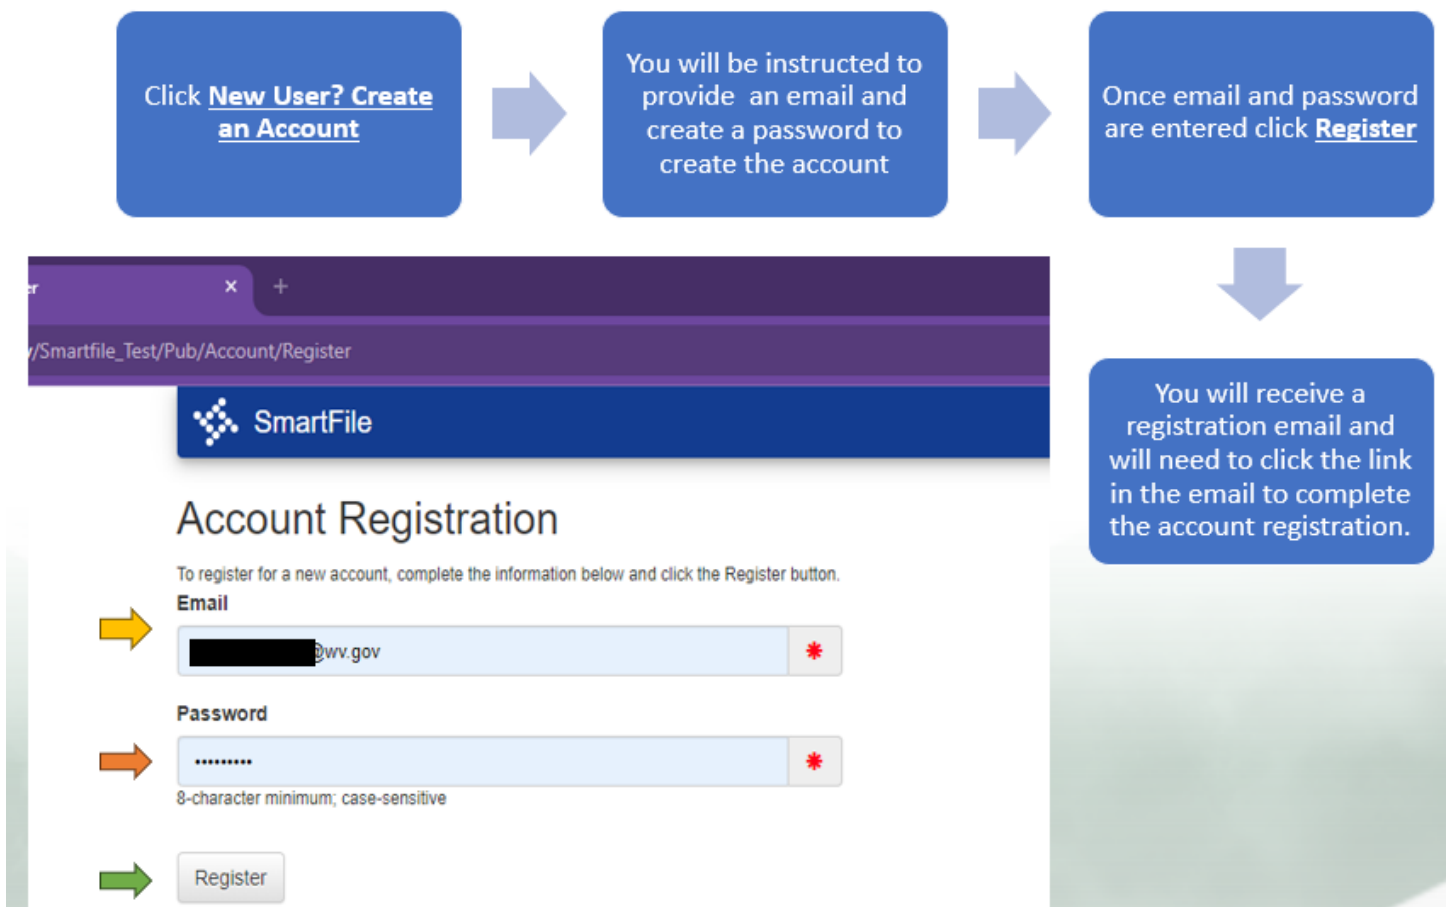 Click New User? Create
an Account
You will be instructed to
provide an email and
create a password to
create the account
Once email and password
are entered click Register
You will receive a
registration email and
will need to click the link
in the email to complete
the account registration.
er
/Smartfile_Test/Pub/Account/Register
SmartFile
Account Registration
To register for a new account, complete the information below and click the Register button.
Email
@wv.gov
Password
•••••••••
8-character minimum; case-sensitive
Register